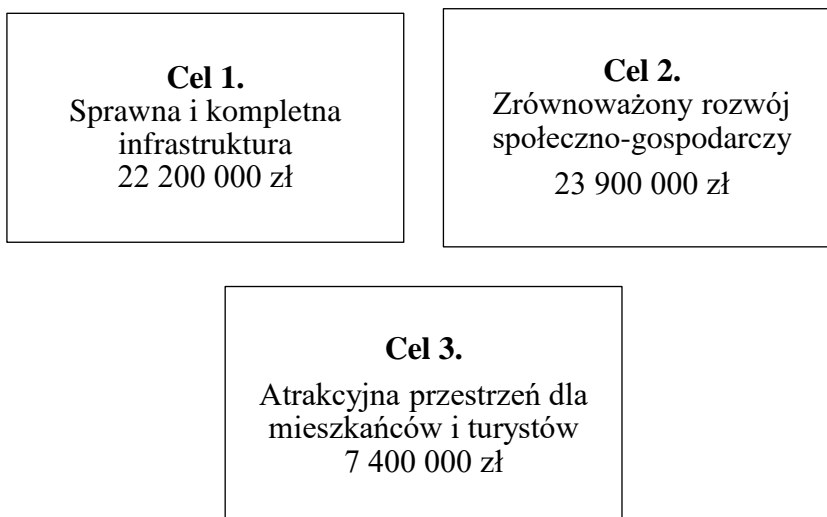 Cel 1.
Sprawna i kompletna
infrastruktura
22 200 000 zł
Cel 2.
Zrównoważony rozwój
społeczno-gospodarczy
23 900 000 zł
Cel 3.
Atrakcyjna przestrzeń dla
mieszkańców i turystów
7 400 000 zł